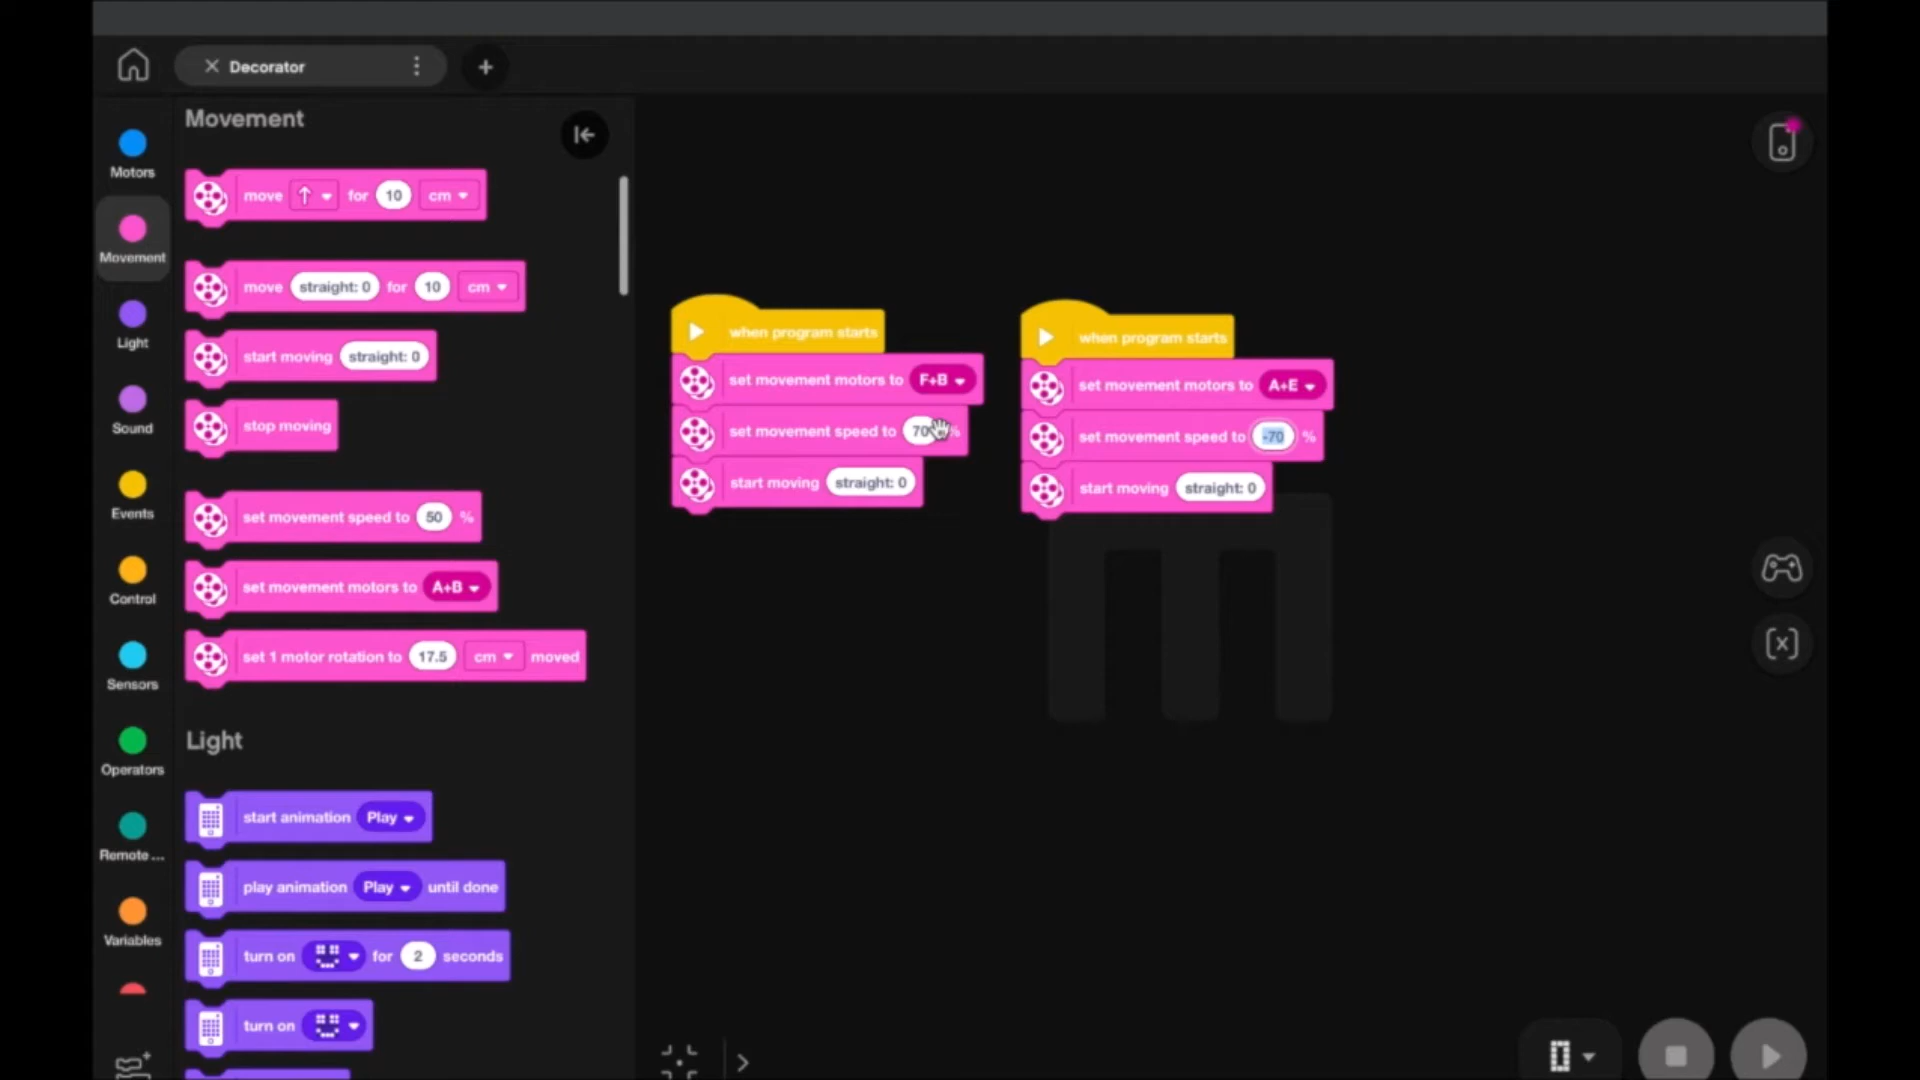 Decorator
Motors
Movement
Light
Sound
Events
Control
Sensors
Operators
Remote ...
Variables
Movement
move for 10 cm
move straight: 0 for 10 cm
start moving straight: 0
stop moving
set movement speed to 50 %
set movement motors to A+B
set 1 motor rotation to 17.5 cm moved
Light
start animation Play
play animation Play until done
turn on for 2 seconds
turn on
when program starts
set movement motors to F+B
set movement speed to 70 %
start moving straight: 0
when program starts
set movement motors to A+E
set movement speed to -70 %
start moving straight: 0